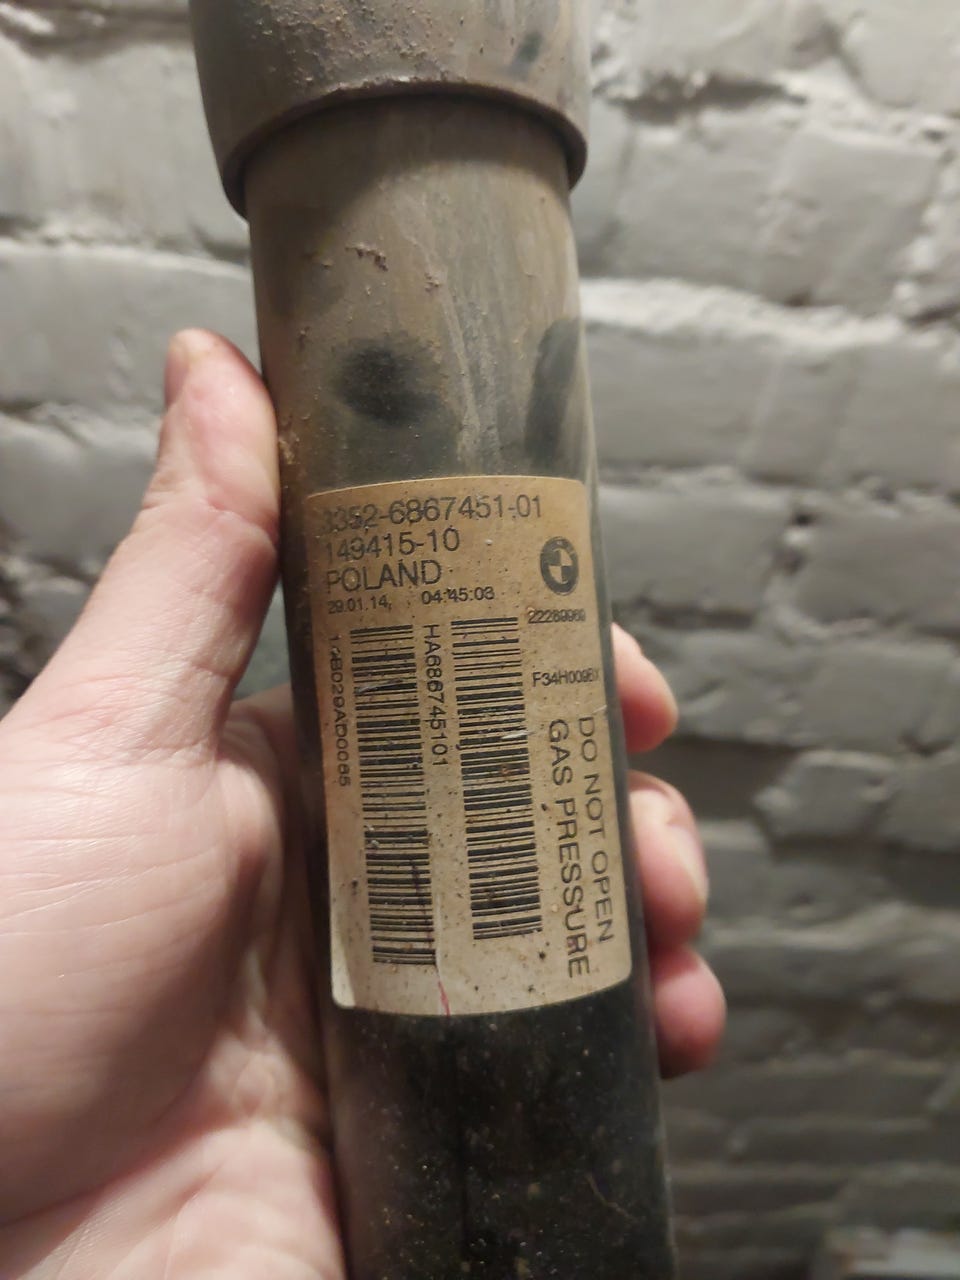 3352-6867451-01
149415-10
POLAND
29.01.14 04:45:03
22289969
HA686745101
F34H009BX
DO NOT OPEN
GAS PRESSURE